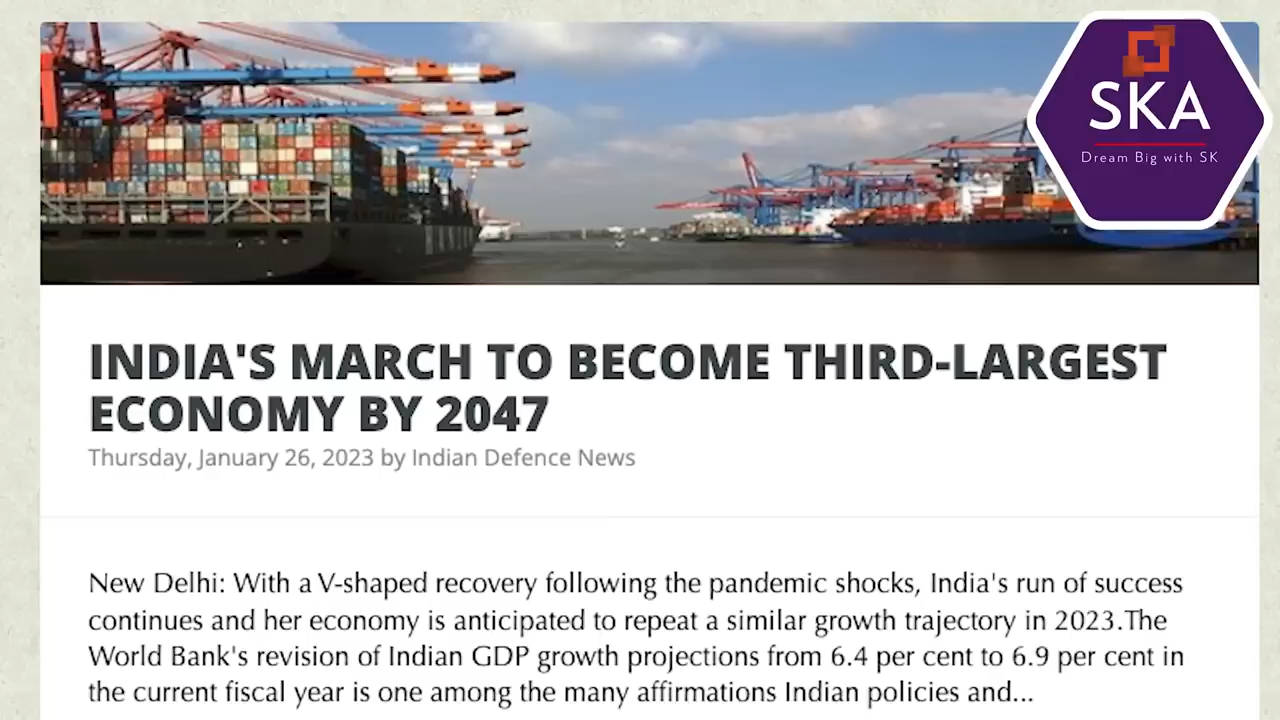 SKA
Dream Big with SK
INDIA'S MARCH TO BECOME THIRD-LARGEST
ECONOMY BY 2047
Thursday, January 26, 2023 by Indian Defence News
New Delhi: With a V-shaped recovery following the pandemic shocks, India's run of success
continues and her economy is anticipated to repeat a similar growth trajectory in 2023.The
World Bank's revision of Indian GDP growth projections from 6.4 per cent to 6.9 per cent in
the current fiscal year is one among the many affirmations Indian policies and...